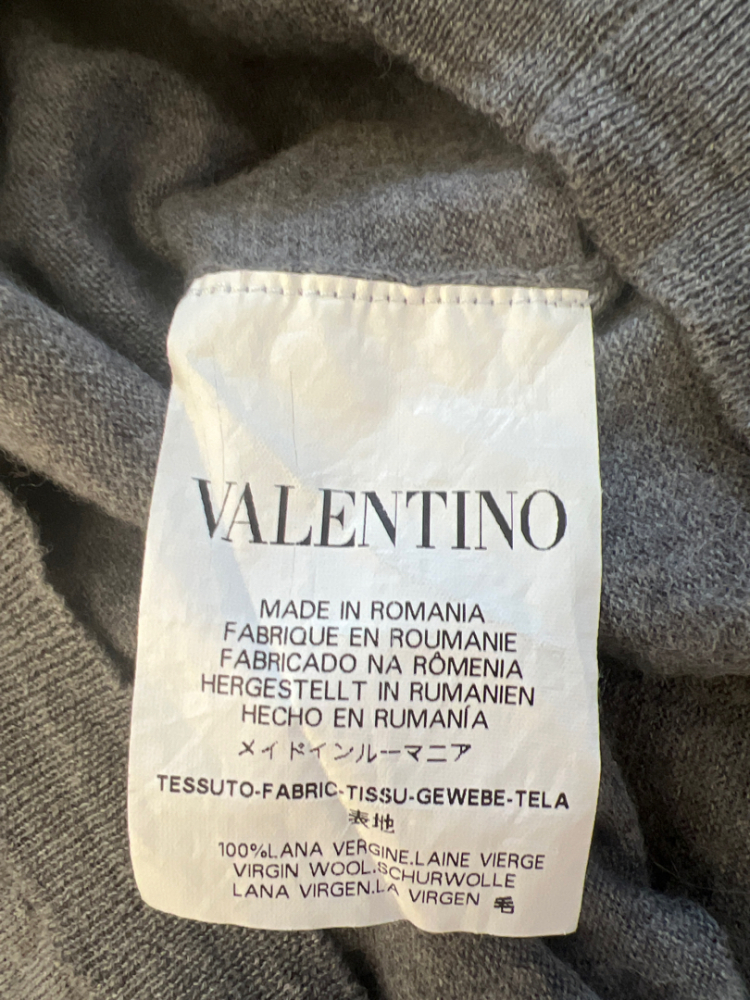 VALENTINO
MADE IN ROMANIA
FABRIQUE EN ROUMANIE
FABRICADO NA RÔMENIA
HERGESTELLT IN RUMANIEN
HECHO EN RUMANÍA
メイドインルーマニア
TESSUTO-FABRIC-TISSU-GEWEBE-TELA
表地
100%LANA VERGINE.LAINE VIERGE
VIRGIN WOOL.SCHURWOLLE
LANA VIRGEN.LA VIRGEN 毛